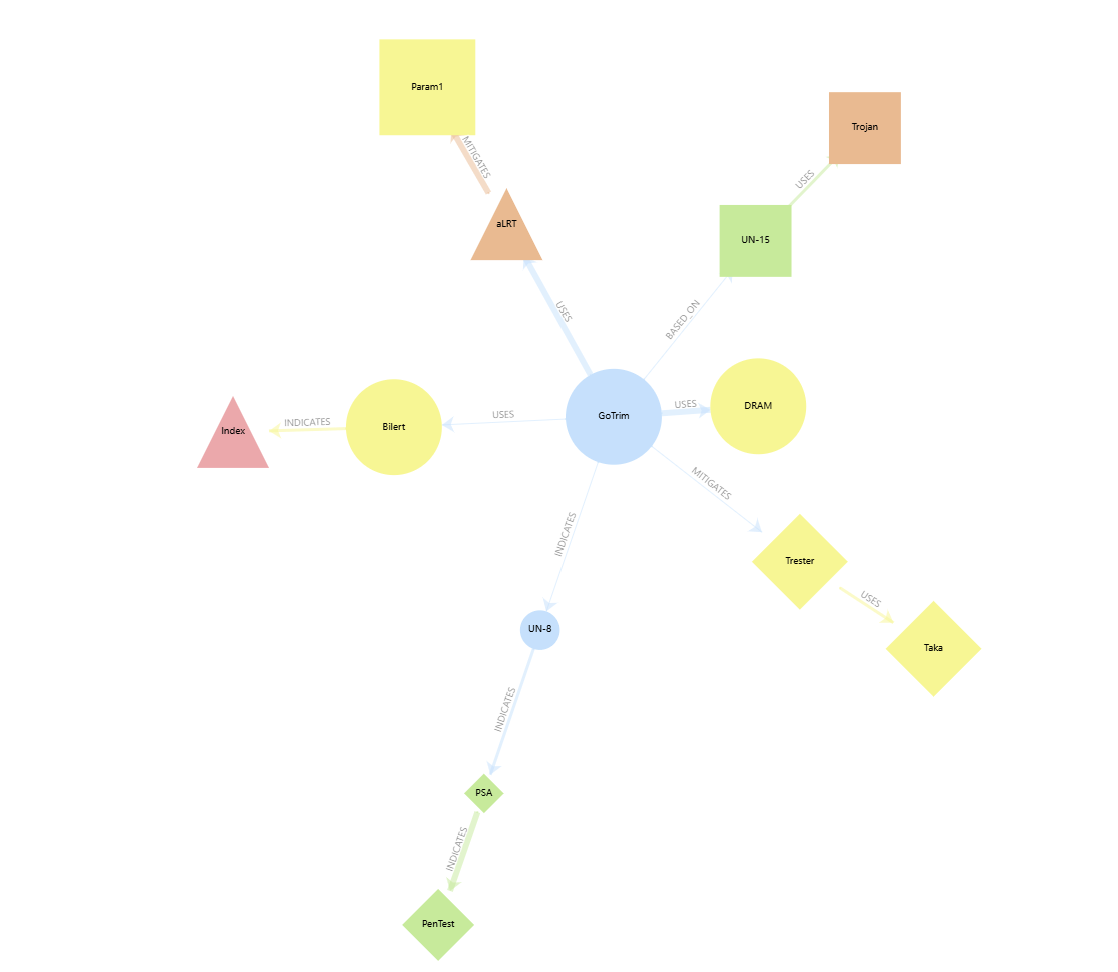 Param1
Trojan
MITIGATES
USES
aLRT
UN-15
USES
BASED_ON
DRAM
USES
GoTrim
USES
Bilert
INDICATES
Index
MITIGATES
INDICATES
Trester
USES
UN-8
Taka
INDICATES
PSA
INDICATES
PenTest